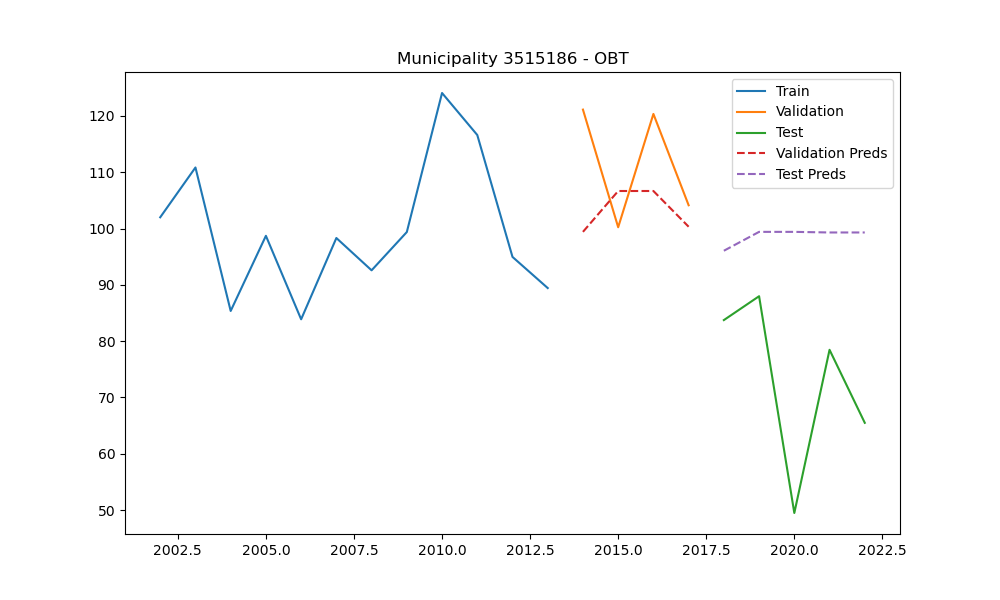 Municipality 3515186 - OBT
Train
Validation
Test
Validation Preds
Test Preds
120
110
100
90
80
70
60
50
2002.5 2005.0 2007.5 2010.0 2012.5 2015.0 2017.5 2020.0 2022.5